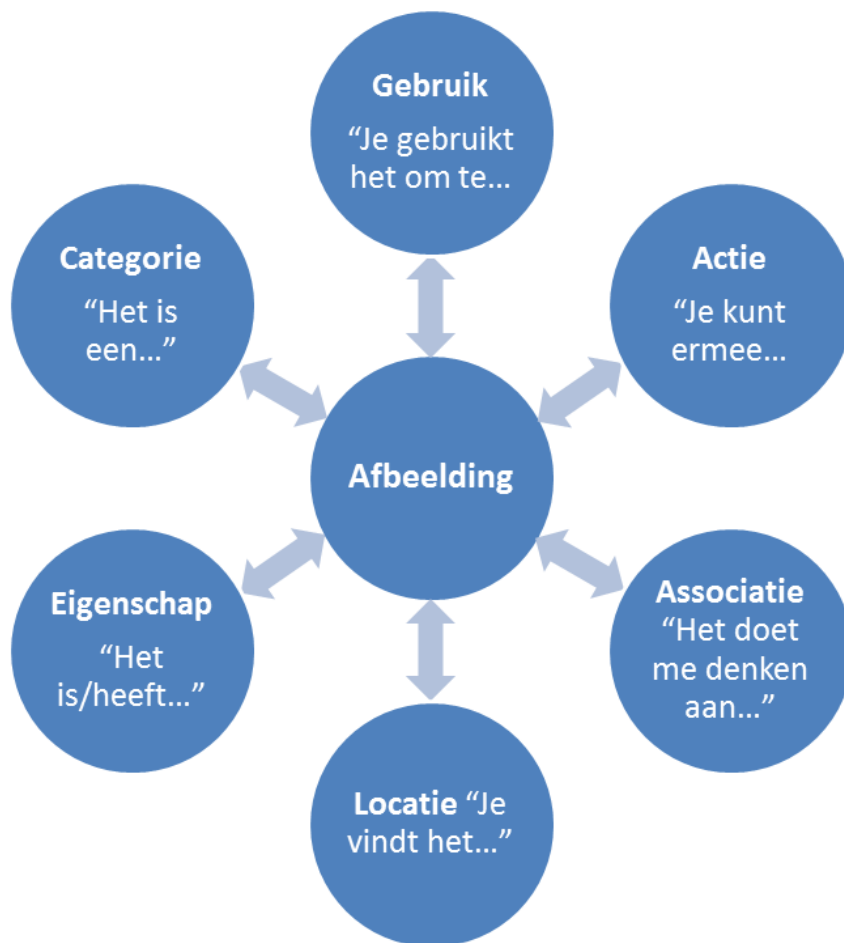 Gebruik
“Je gebruikt
het om te...
Categorie
“Het is
een...”
Actie
“Je kunt
ermee...
Afbeelding
Eigenschap
“Het
is/heeft...”
Associatie
“Het doet
me denken
aan...”
Locatie “Je
vindt het...”